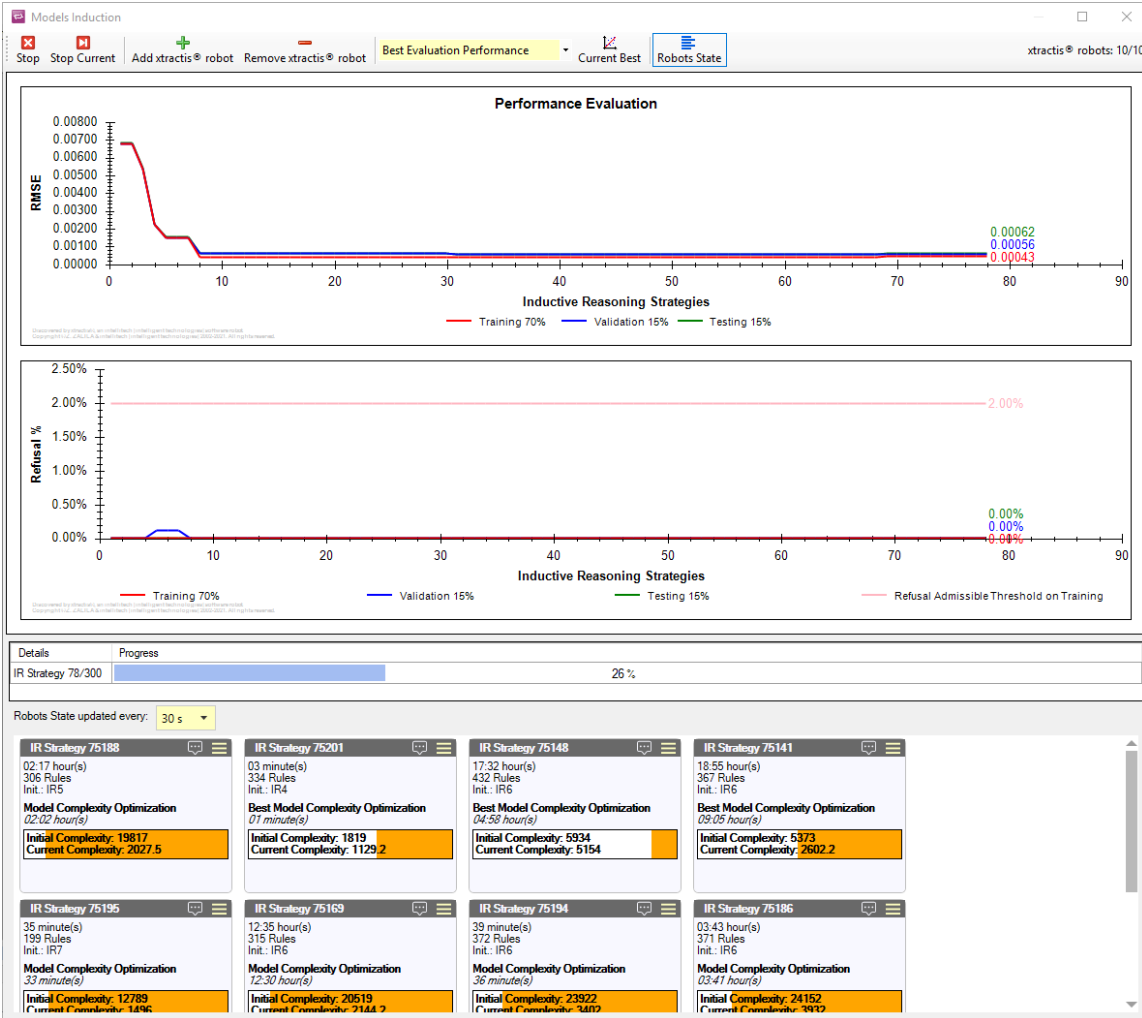 Models Induction
Stop Stop Current Add xtractis® robot Remove xtractis® robot Best Evaluation Performance Current Best Robots State xtractis® robots: 10/10
Performance Evaluation
0.00800
0.00700
0.00600
0.00500
0.00400
0.00300
0.00200
0.00100
0.00000
RMSE
0.00062
0.00056
0.00043
0 10 20 30 40 50 60 70 80 90
Inductive Reasoning Strategies
Training 70% Validation 15% Testing 15%
2.50%
2.00%
1.50%
1.00%
0.50%
0.00%
Refusal %
2.00%
0.00%
0.00%
0.00%
0 10 20 30 40 50 60 70 80 90
Inductive Reasoning Strategies
Training 70% Validation 15% Testing 15% Refusal Admissible Threshold on Training
Details Progress
IR Strategy 78/300 26 %
Robots State updated every: 30 s
IR Strategy 75188
02:17 hour(s)
306 Rules
Init.: IR5
Model Complexity Optimization
02:02 hour(s)
Initial Complexity: 19817
Current Complexity: 2027.5
IR Strategy 75201
03 minute(s)
334 Rules
Init.: IR4
Best Model Complexity Optimization
01 minute(s)
Initial Complexity: 1819
Current Complexity: 1129.2
IR Strategy 75148
17:32 hour(s)
432 Rules
Init.: IR6
Best Model Complexity Optimization
04:58 hour(s)
Initial Complexity: 5934
Current Complexity: 5154
IR Strategy 75141
18:55 hour(s)
367 Rules
Init.: IR6
Best Model Complexity Optimization
09:05 hour(s)
Initial Complexity: 5373
Current Complexity: 2602.2
IR Strategy 75195
35 minute(s)
199 Rules
Init.: IR7
Model Complexity Optimization
33 minute(s)
Initial Complexity: 12789
Current Complexity: 1496
IR Strategy 75169
12:35 hour(s)
315 Rules
Init.: IR6
Model Complexity Optimization
12:30 hour(s)
Initial Complexity: 20519
Current Complexity: 2144.2
IR Strategy 75194
39 minute(s)
372 Rules
Init.: IR6
Model Complexity Optimization
36 minute(s)
Initial Complexity: 23922
Current Complexity: 3402
IR Strategy 75186
03:43 hour(s)
371 Rules
Init.: IR6
Model Complexity Optimization
03:41 hour(s)
Initial Complexity: 24152
Current Complexity: 3932